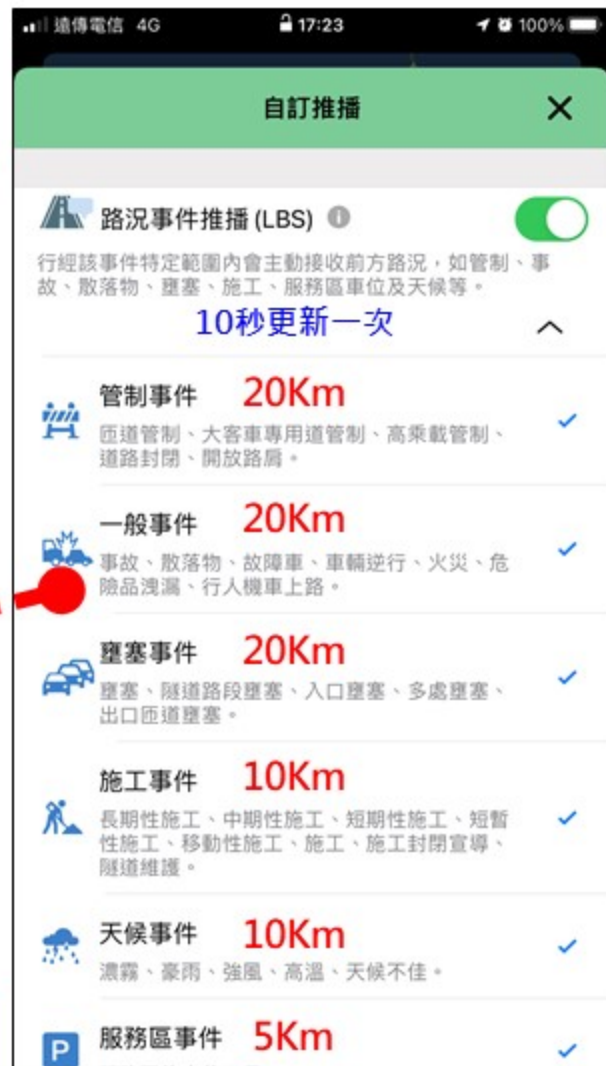 遠傳電信 4G 17:23 100%
自訂推播 ✕
路況事件推播(LBS)
行經該事件特定範圍內會主動接收前方路況，如管制、事
故、散落物、壅塞、施工、服務區車位及天候等。
10秒更新一次
管制事件 20Km
匝道管制、大客車專用道管制、高乘載管制、
道路封閉、開放路肩。
一般事件 20Km
事故、散落物、故障車、車輛逆行、火災、危
險品洩漏、行人機車上路。
壅塞事件 20Km
壅塞、隧道路段壅塞、入口壅塞、多處壅塞、
出口匝道壅塞。
施工事件 10Km
長期性施工、中期性施工、短期性施工、短暫
性施工、移動性施工、施工、施工封閉宣導、
隧道維護。
天候事件 10Km
濃霧、豪雨、強風、高溫、天候不佳。
P 服務區事件 5Km